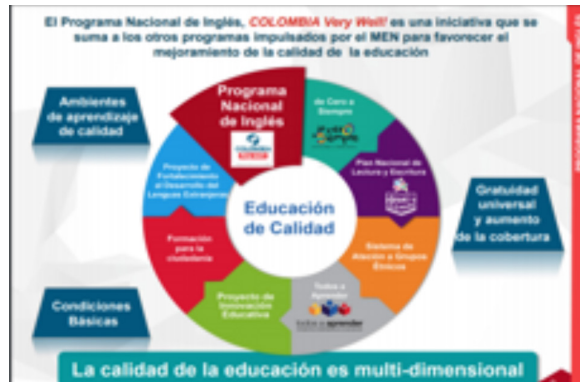 El Programa Nacional de Inglés, COLOMBIA Very Well! es una iniciativa que se
suma a los otros programas impulsados por el MEN para favorecer el
mejoramiento de la calidad de la educación
Ambientes
de aprendizaje
de calidad
Programa
Nacional
de Inglés
COLOMBIA
de Cero a
Siempre
Plan Nacional de
Lectura y Escritura
Proyecto de
Fortalecimiento
al Desarrollo del
Lenguas Extranjeras
Educación
de Calidad
Gratuidad
universal
y aumento
de la cobertura
Formación
para la
ciudadanía
Sistema de
Atención a Grupos
Étnicos
Proyecto de
Innovación
Educativa
Todos a
Aprender
todos a aprender
Condiciones
Básicas
La calidad de la educación es multi-dimensional